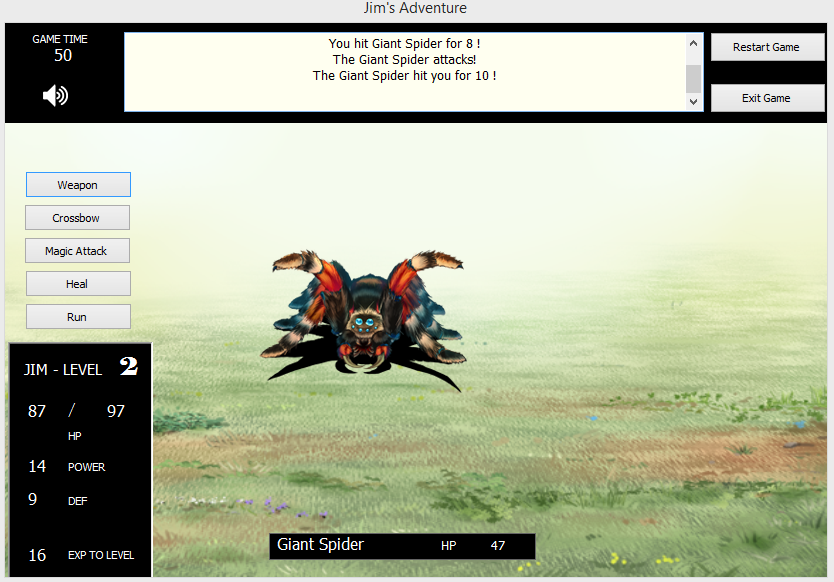 Jim's Adventure
GAME TIME
50
You hit Giant Spider for 8 !
The Giant Spider attacks!
The Giant Spider hit you for 10 !
Restart Game
Exit Game
Weapon
Crossbow
Magic Attack
Heal
Run
JIM - LEVEL 2
87 / 97
HP
14 POWER
9 DEF
16 EXP TO LEVEL
Giant Spider HP 47